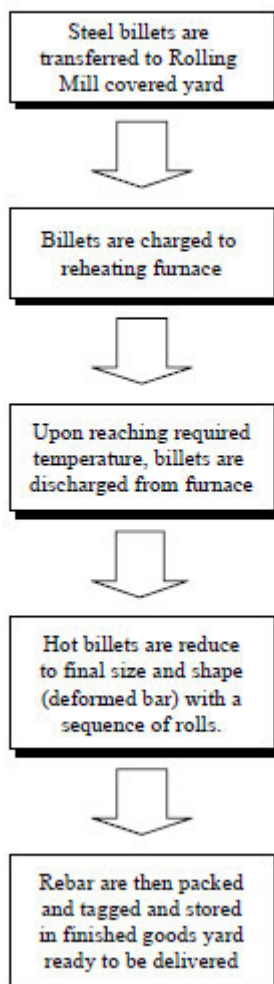 Steel billets are
transferred to Rolling
Mill covered yard
Billets are charged to
reheating furnace
Upon reaching required
temperature, billets are
discharged from furnace
Hot billets are reduce
to final size and shape
(deformed bar) with a
sequence of rolls.
Rebar are then packed
and tagged and stored
in finished goods yard
ready to be delivered